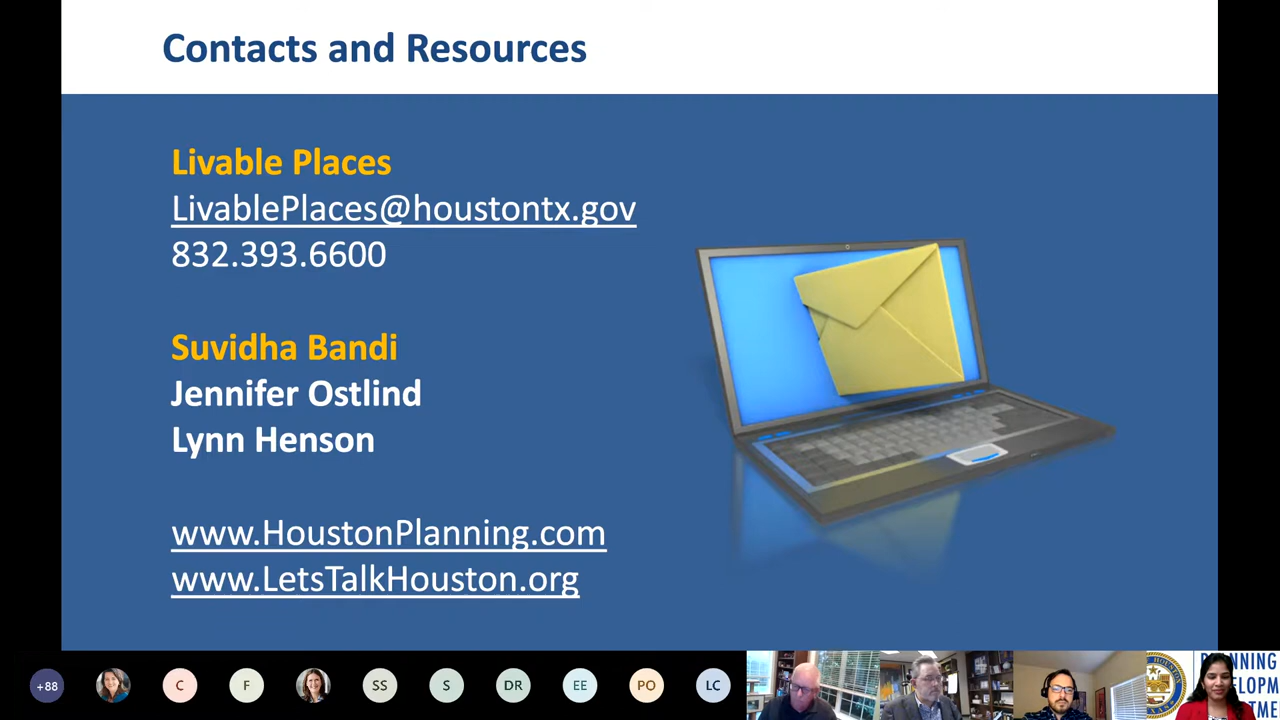 Contacts and Resources
Livable Places
LivablePlaces@houstontx.gov
832.393.6600
Suvidha Bandi
Jennifer Ostlind
Lynn Henson
www.HoustonPlanning.com
www.LetsTalkHouston.org
+88
C
F
SS
S
DR
EE
PO
LC